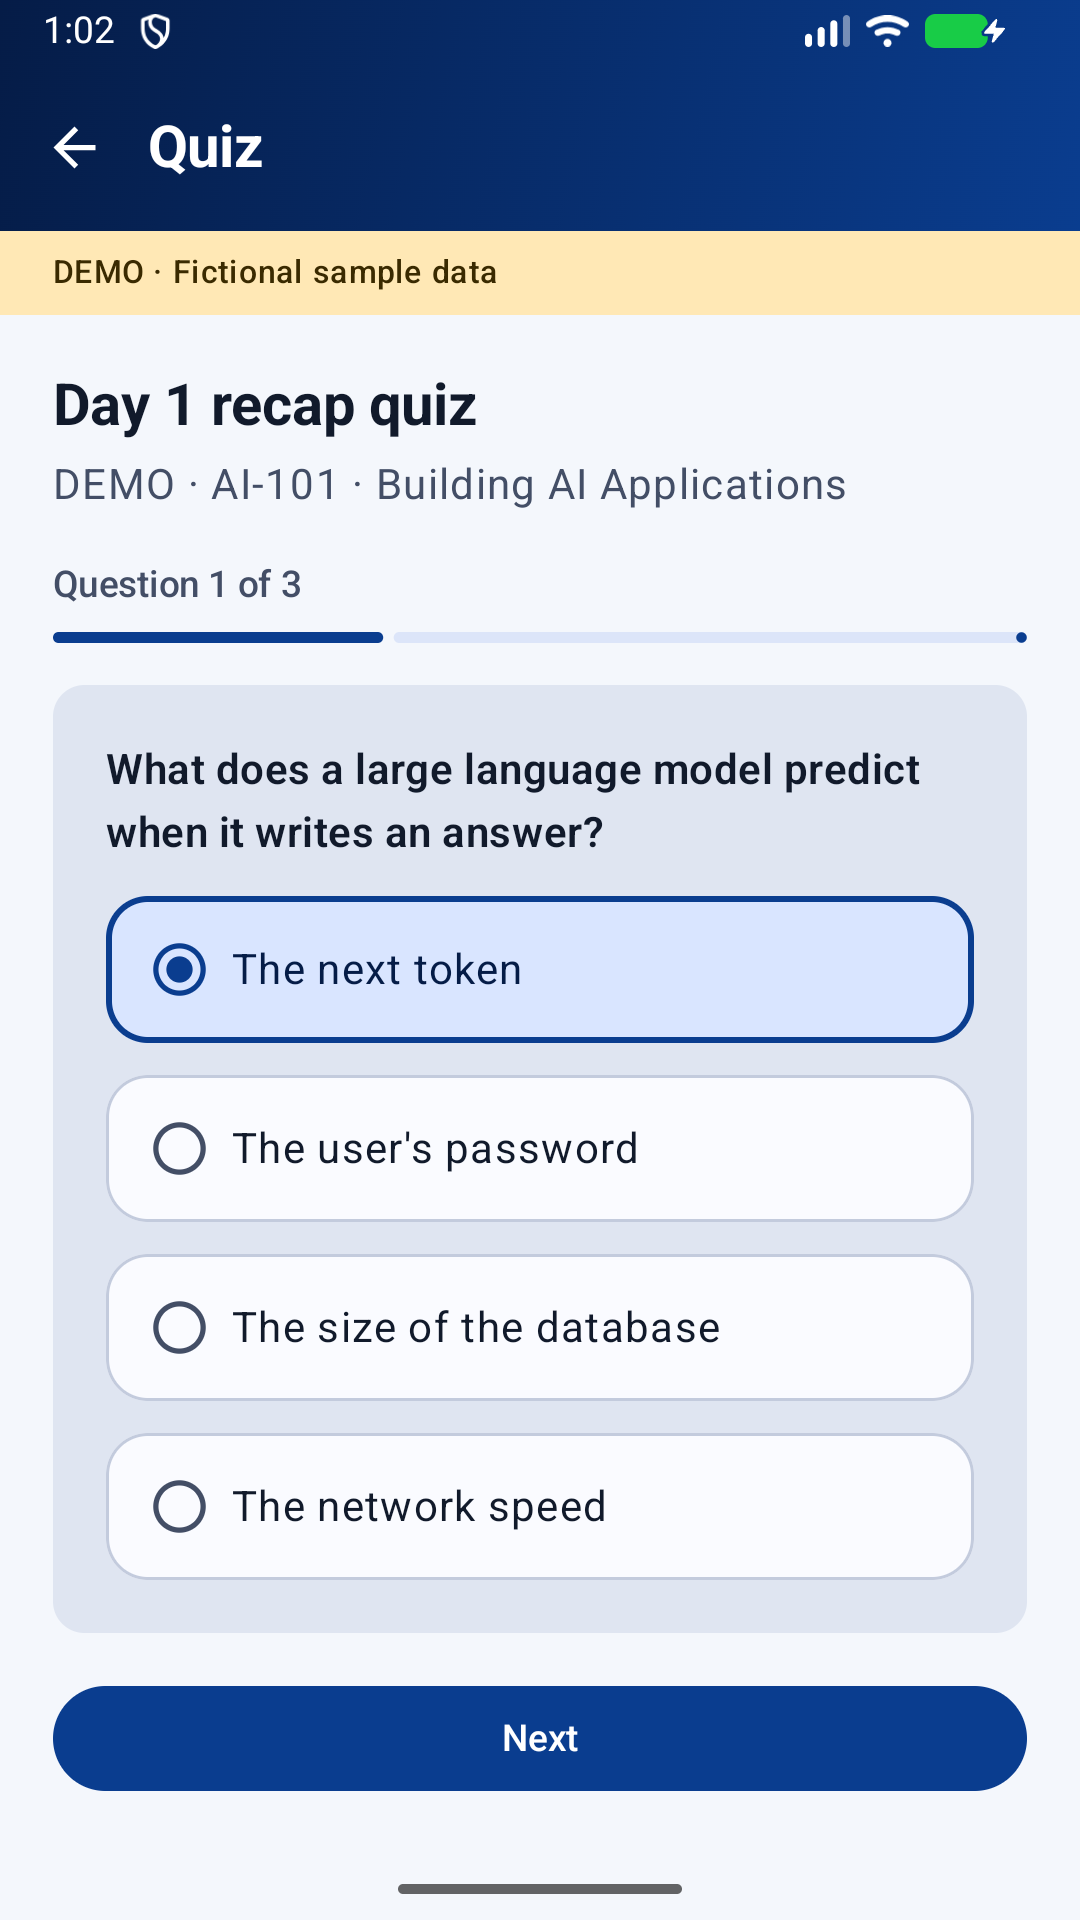 1:02
Quiz
DEMO · Fictional sample data
Day 1 recap quiz
DEMO · AI-101 · Building AI Applications
Question 1 of 3
What does a large language model predict
when it writes an answer?
The next token
The user's password
The size of the database
The network speed
Next